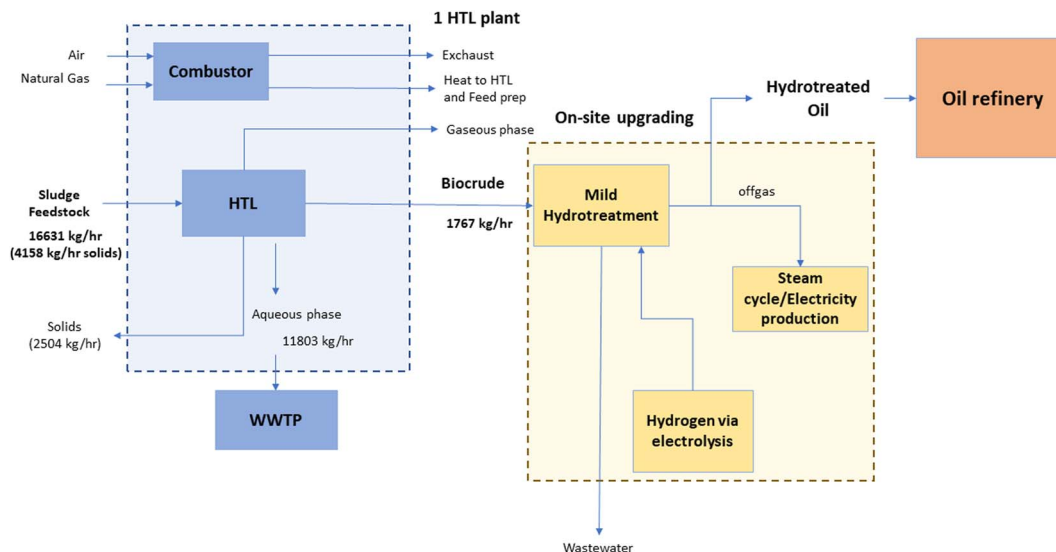 1 HTL plant
Air
Natural Gas
Combustor
Exchaust
Heat to HTL
and Feed prep
Gaseous phase
Sludge
Feedstock
16631 kg/hr
(4158 kg/hr solids)
HTL
Biocrude
1767 kg/hr
Solids
(2504 kg/hr)
Aqueous phase
11803 kg/hr
WWTP
On-site upgrading
Mild
Hydrotreatment
offgas
Hydrotreated
Oil
Oil refinery
Steam
cycle/Electricity
production
Hydrogen via
electrolysis
Wastewater